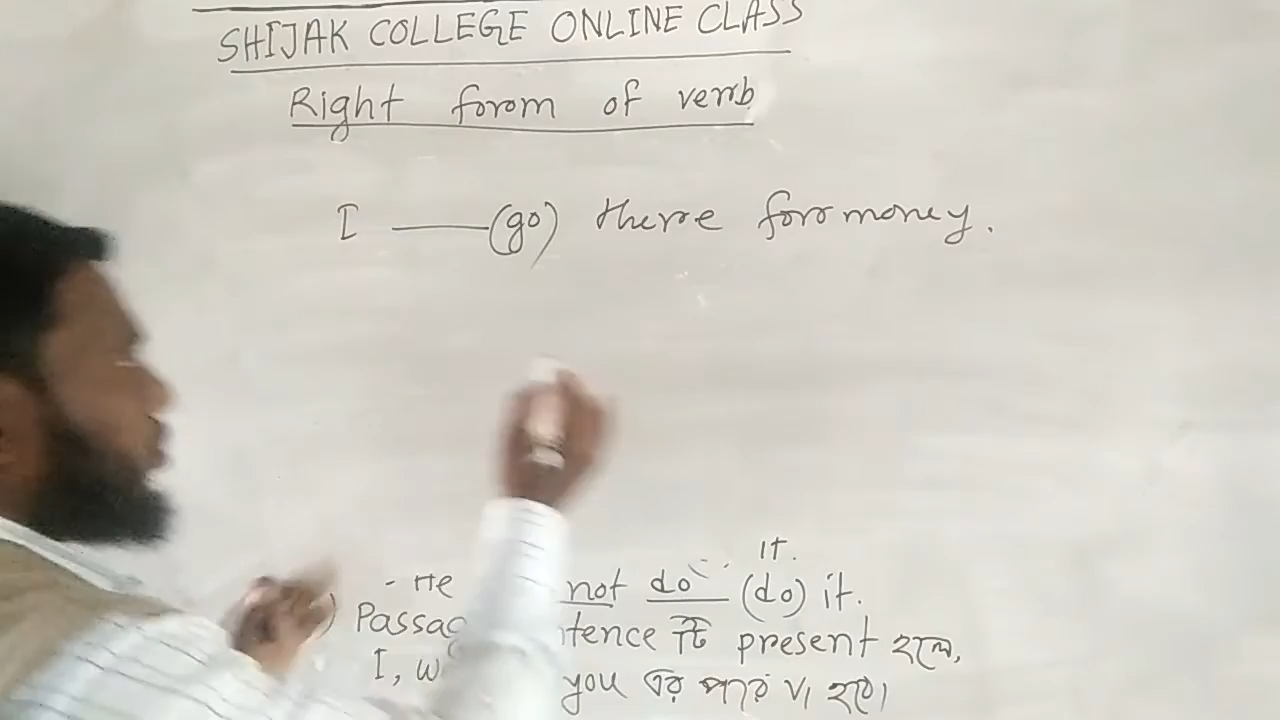 SHIJAK COLLEGE ONLINE CLASS
Right form of verb
I ——(go) there for money.
it.
- He not do (do) it.
Passag tence টি present হলে,
I, w you এর পরে V₁ হবে।